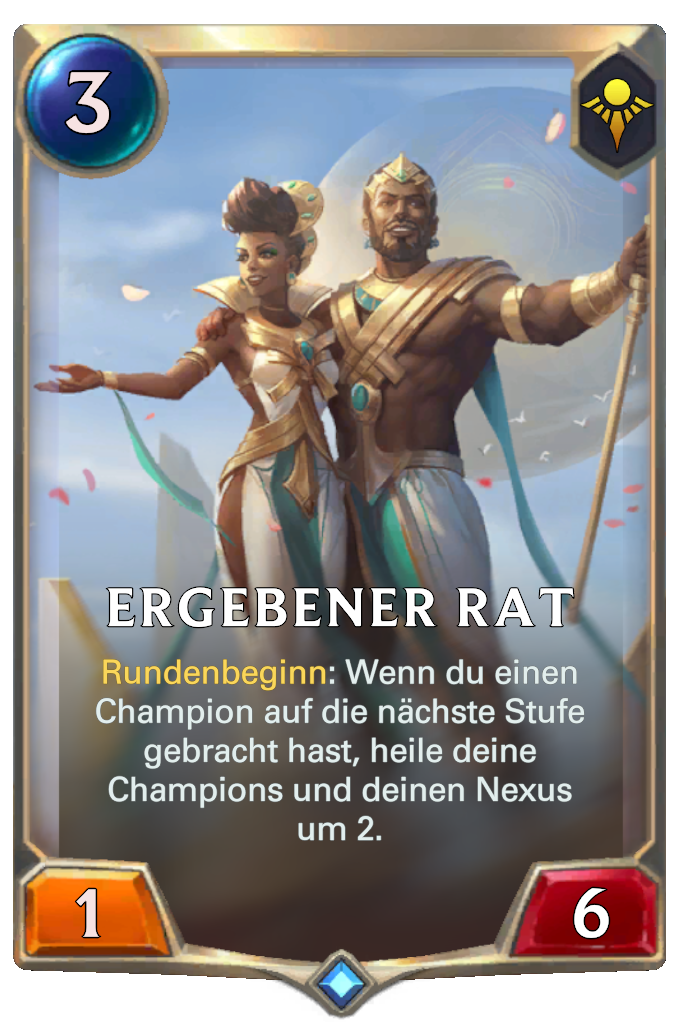 3
ERGEBENER RAT
Rundenbeginn: Wenn du einen
Champion auf die nächste Stufe
gebracht hast, heile deine
Champions und deinen Nexus
um 2.
1
6